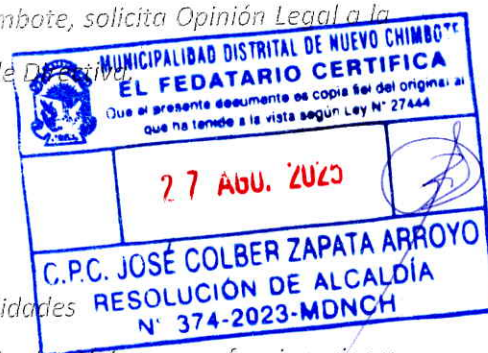 mbote, solicita Opinión Legal a la
de Directiva.
MUNICIPALIDAD DISTRITAL DE NUEVO CHIMBOTE
EL FEDATARIO CERTIFICA
Que el presente documento es copia fiel del original al
que ha tenido a la vista según Ley N° 27444
27 AGO. 2025
C.P.C. JOSÉ COLBER ZAPATA ARROYO
RESOLUCIÓN DE ALCALDÍA
N° 374-2023-MDNCH
idades